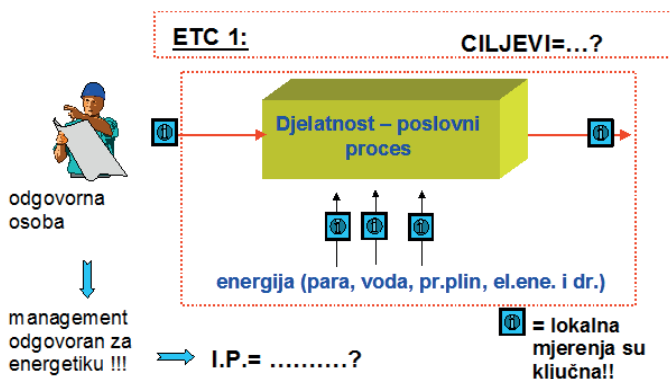 ETC 1:
CILJEVI=...?
Djelatnost – poslovni
proces
odgovorna
osoba
energija (para, voda, pr.plin, el.ene. i dr.)
management
odgovoran za
energetiku !!!
I.P.= ..........?
= lokalna
mjerenja su
ključna!!